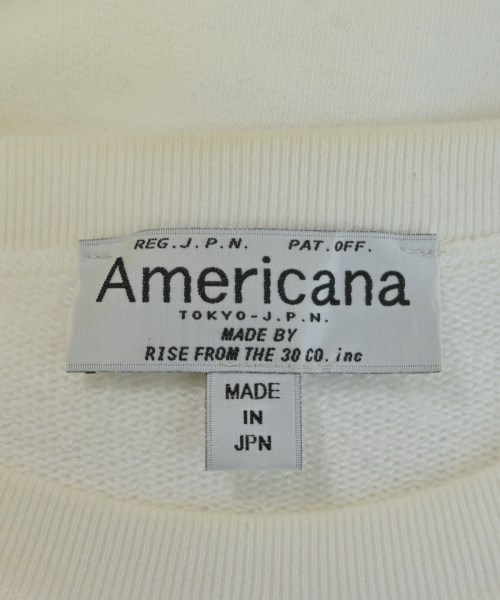 REG.J.P.N. PAT.OFF.
Americana
TOKYO-J.P.N.
MADE BY
RISE FROM THE 30 CO. inc
MADE
IN
JPN